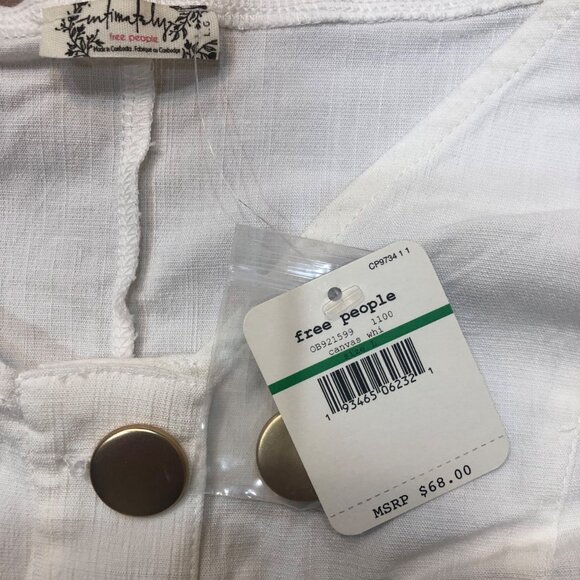 intimately
free people
Made in Cambodia. Fabriqué au Cambodge
LG
CP9734 1 1
free people
OB921599 1100
canvas whi
1 93465 06232 1
MSRP $68.00